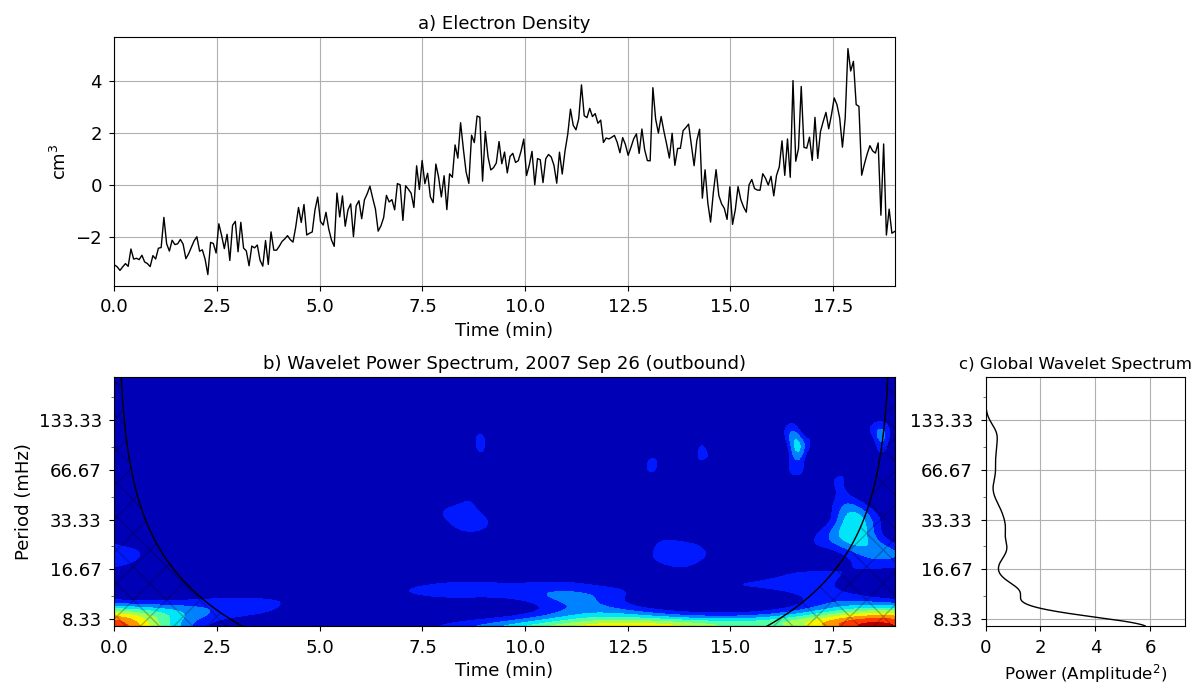 a) Electron Density
4
2
0
−2
cm³
0.0 2.5 5.0 7.5 10.0 12.5 15.0 17.5
Time (min)
b) Wavelet Power Spectrum, 2007 Sep 26 (outbound)
133.33
66.67
33.33
16.67
8.33
Period (mHz)
0.0 2.5 5.0 7.5 10.0 12.5 15.0 17.5
Time (min)
c) Global Wavelet Spectrum
133.33
66.67
33.33
16.67
8.33
0 2 4 6
Power (Amplitude²)